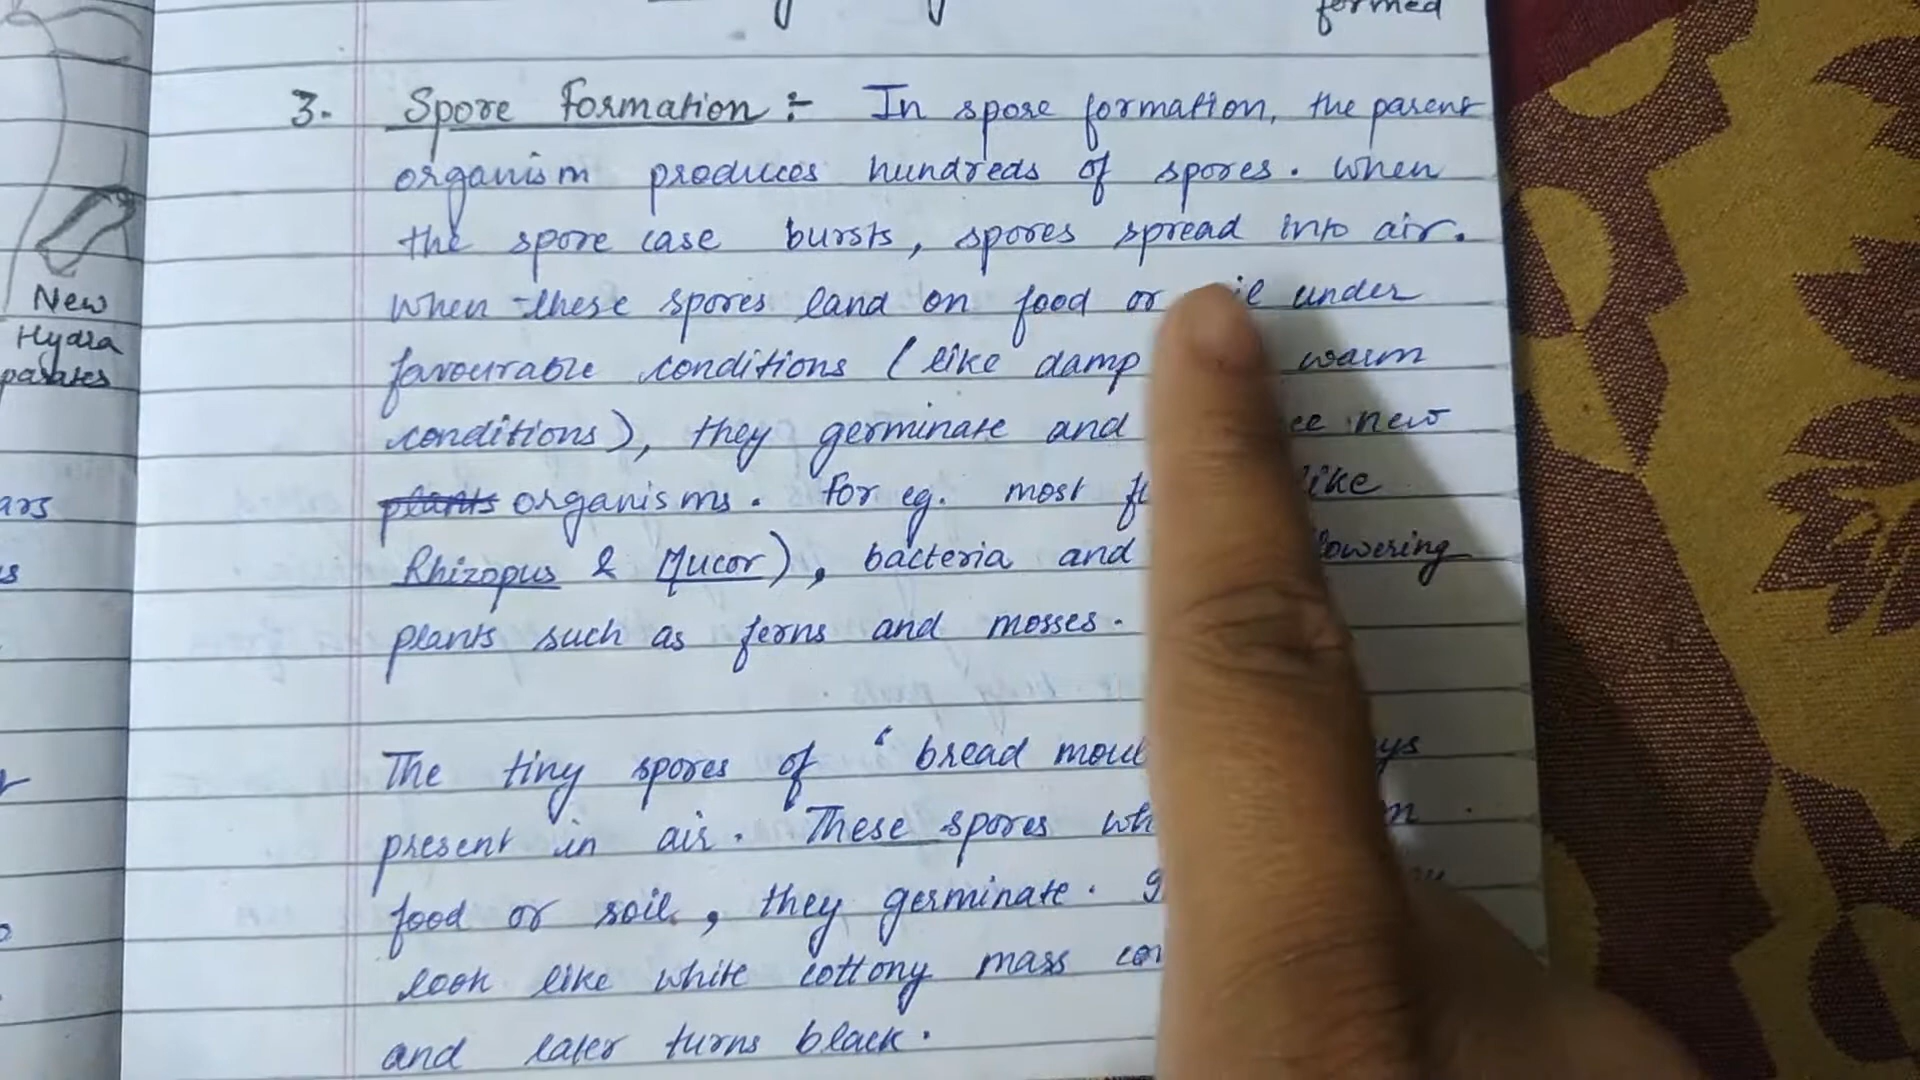 formed
3. Spore Formation :- In spore formation, the parent
organism produces hundreds of spores. When
the spore case bursts, spores spread into air.
When these spores land on food or under
favourable conditions (like damp warm
conditions), they germinate and new
plants organisms. For eg. most like
Rhizopus & Mucor), bacteria and
plants such as ferns and mosses.
The tiny spores of ' bread
present in air. These spores
food or soil, they germinate.
look like white cottony mass
and later turns black.
New
Hydra